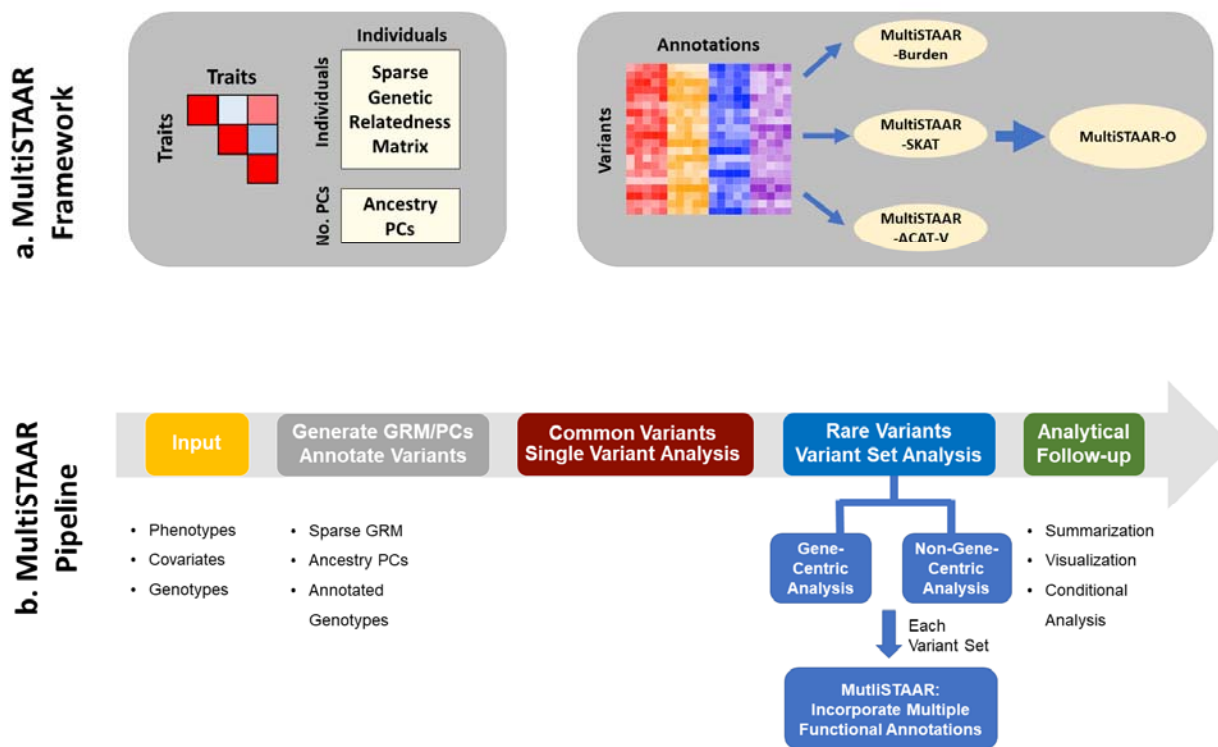 a. MultiSTAAR
Framework
Traits
Traits
Individuals
Individuals
Sparse
Genetic
Relatedness
Matrix
No. PCs
Ancestry
PCs
Annotations
Variants
MultiSTAAR
-Burden
MultiSTAAR
-SKAT
MultiSTAAR
-ACAT-V
MultiSTAAR-O
b. MultiSTAAR
Pipeline
Input
• Phenotypes
• Covariates
• Genotypes
Generate GRM/PCs
Annotate Variants
• Sparse GRM
• Ancestry PCs
• Annotated
Genotypes
Common Variants
Single Variant Analysis
Rare Variants
Variant Set Analysis
Gene-
Centric
Analysis
Non-Gene-
Centric
Analysis
Each
Variant Set
MutliSTAAR:
Incorporate Multiple
Functional Annotations
Analytical
Follow-up
• Summarization
• Visualization
• Conditional
Analysis